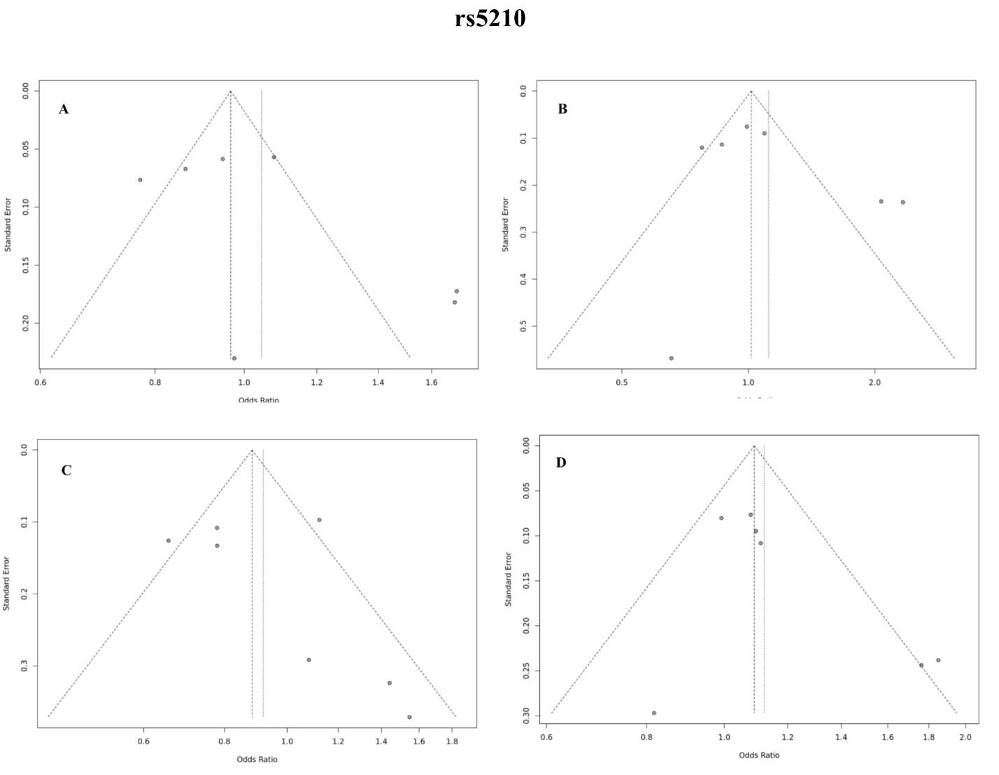 rs5210
A
Standard Error
0.00
0.05
0.10
0.15
0.20
0.6 0.8 1.0 1.2 1.4 1.6
Odds Ratio
B
Standard Error
0.0
0.1
0.2
0.3
0.4
0.5
0.5 1.0 2.0
C
Standard Error
0.0
0.1
0.2
0.3
0.6 0.8 1.0 1.2 1.4 1.6 1.8
Odds Ratio
D
Standard Error
0.00
0.05
0.10
0.15
0.20
0.25
0.30
0.6 0.8 1.0 1.2 1.4 1.6 1.8 2.0
Odds Ratio